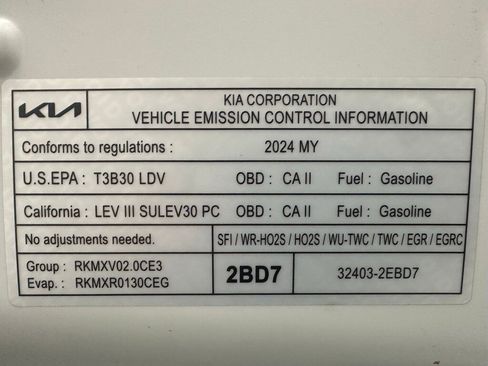 KIA
KIA CORPORATION
VEHICLE EMISSION CONTROL INFORMATION
Conforms to regulations : 2024 MY
U.S.EPA : T3B30 LDV OBD : CA II Fuel : Gasoline
California : LEV III SULEV30 PC OBD : CA II Fuel : Gasoline
No adjustments needed. SFI / WR-HO2S / HO2S / WU-TWC / TWC / EGR / EGRC
Group : RKMXV02.0CE3
Evap. : RKMXR0130CEG
2BD7
32403-2EBD7